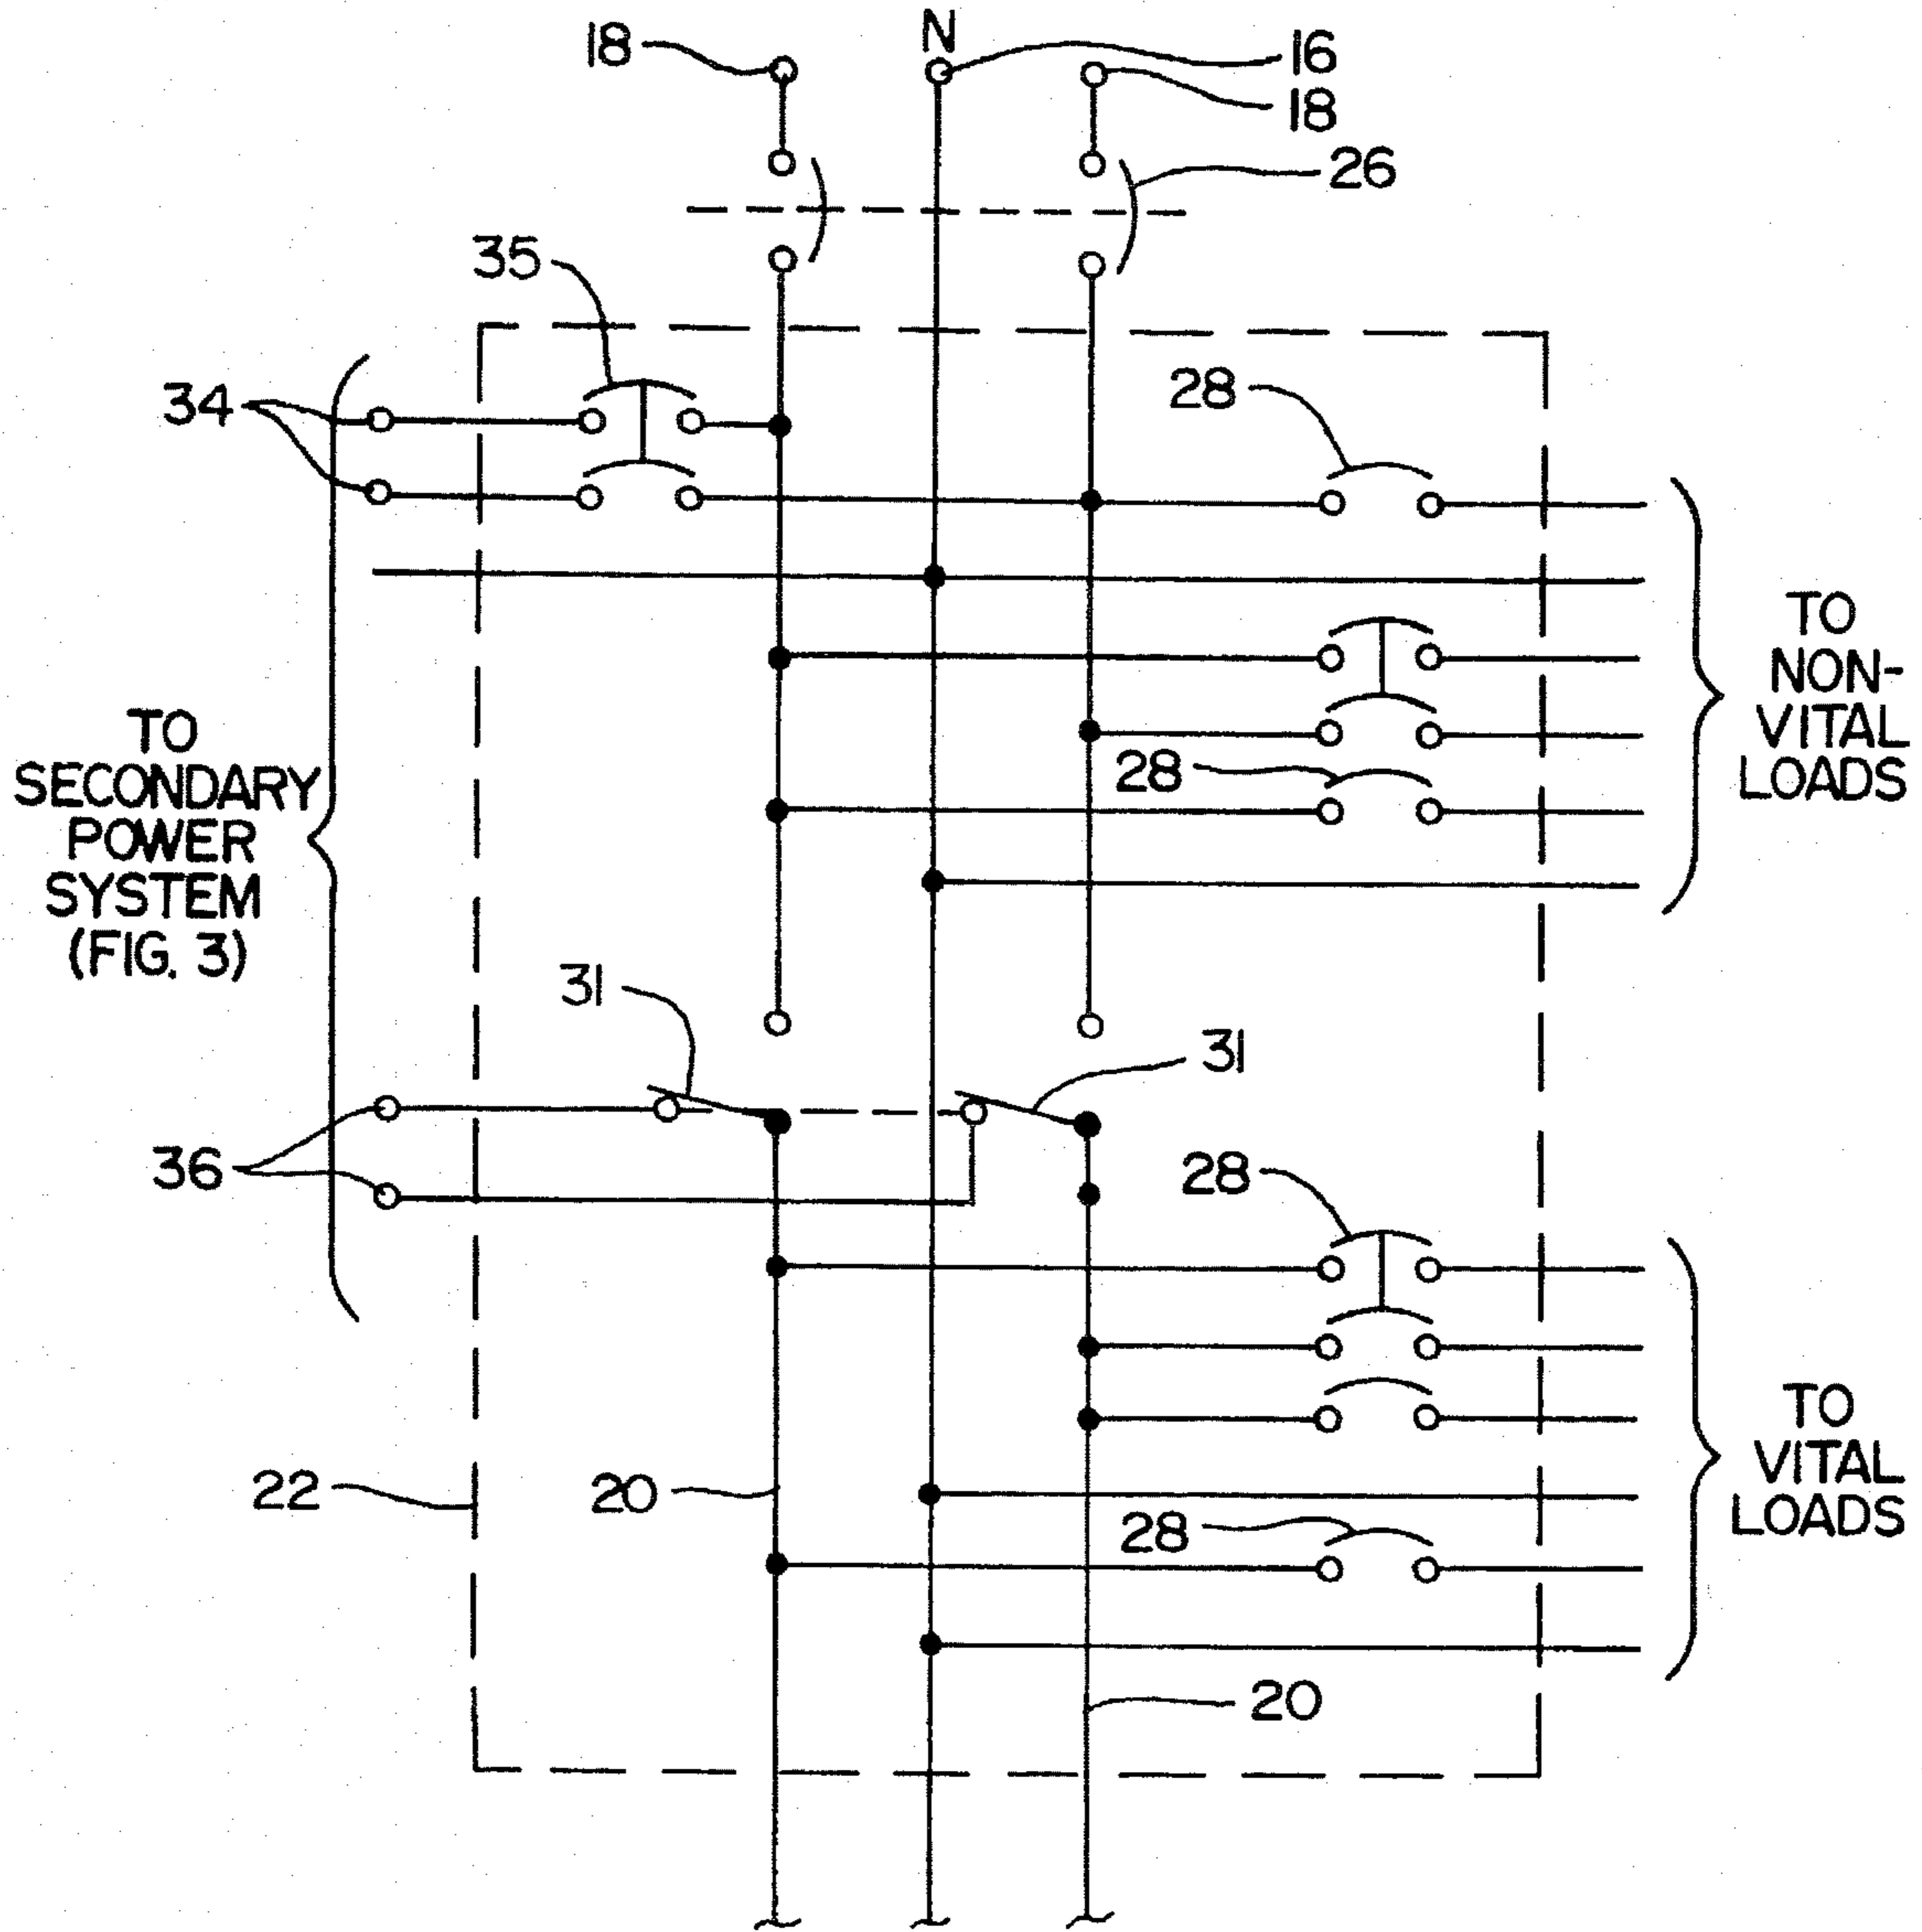 N
18
16
18
26
35
34
28
TO
NON-
VITAL
LOADS
28
TO
SECONDARY
POWER
SYSTEM
(FIG. 3)
31
31
36
28
TO
VITAL
LOADS
22
20
28
20